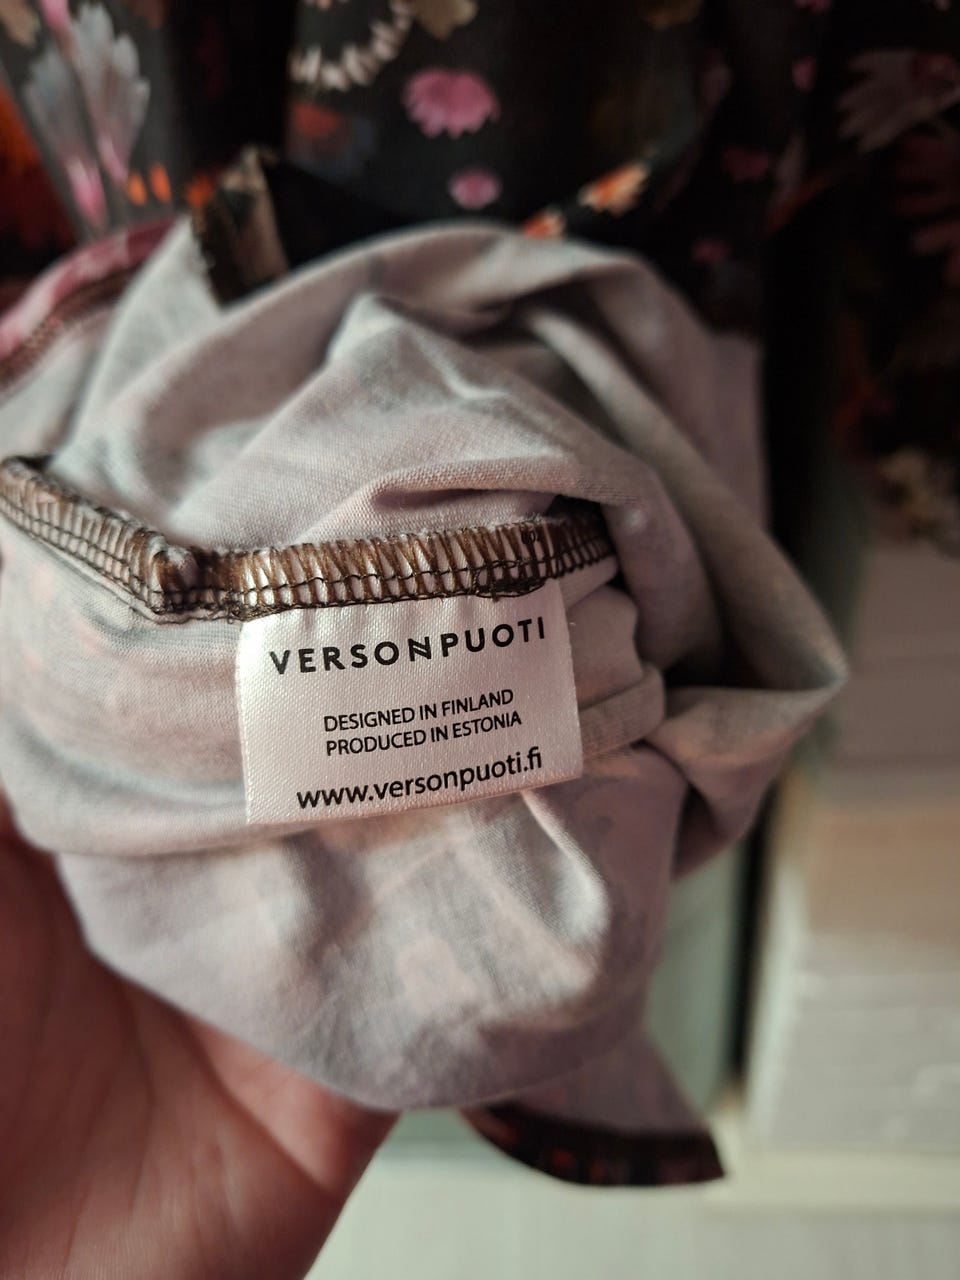 VERSONPUOTI
DESIGNED IN FINLAND
PRODUCED IN ESTONIA
www.versonpuoti.fi